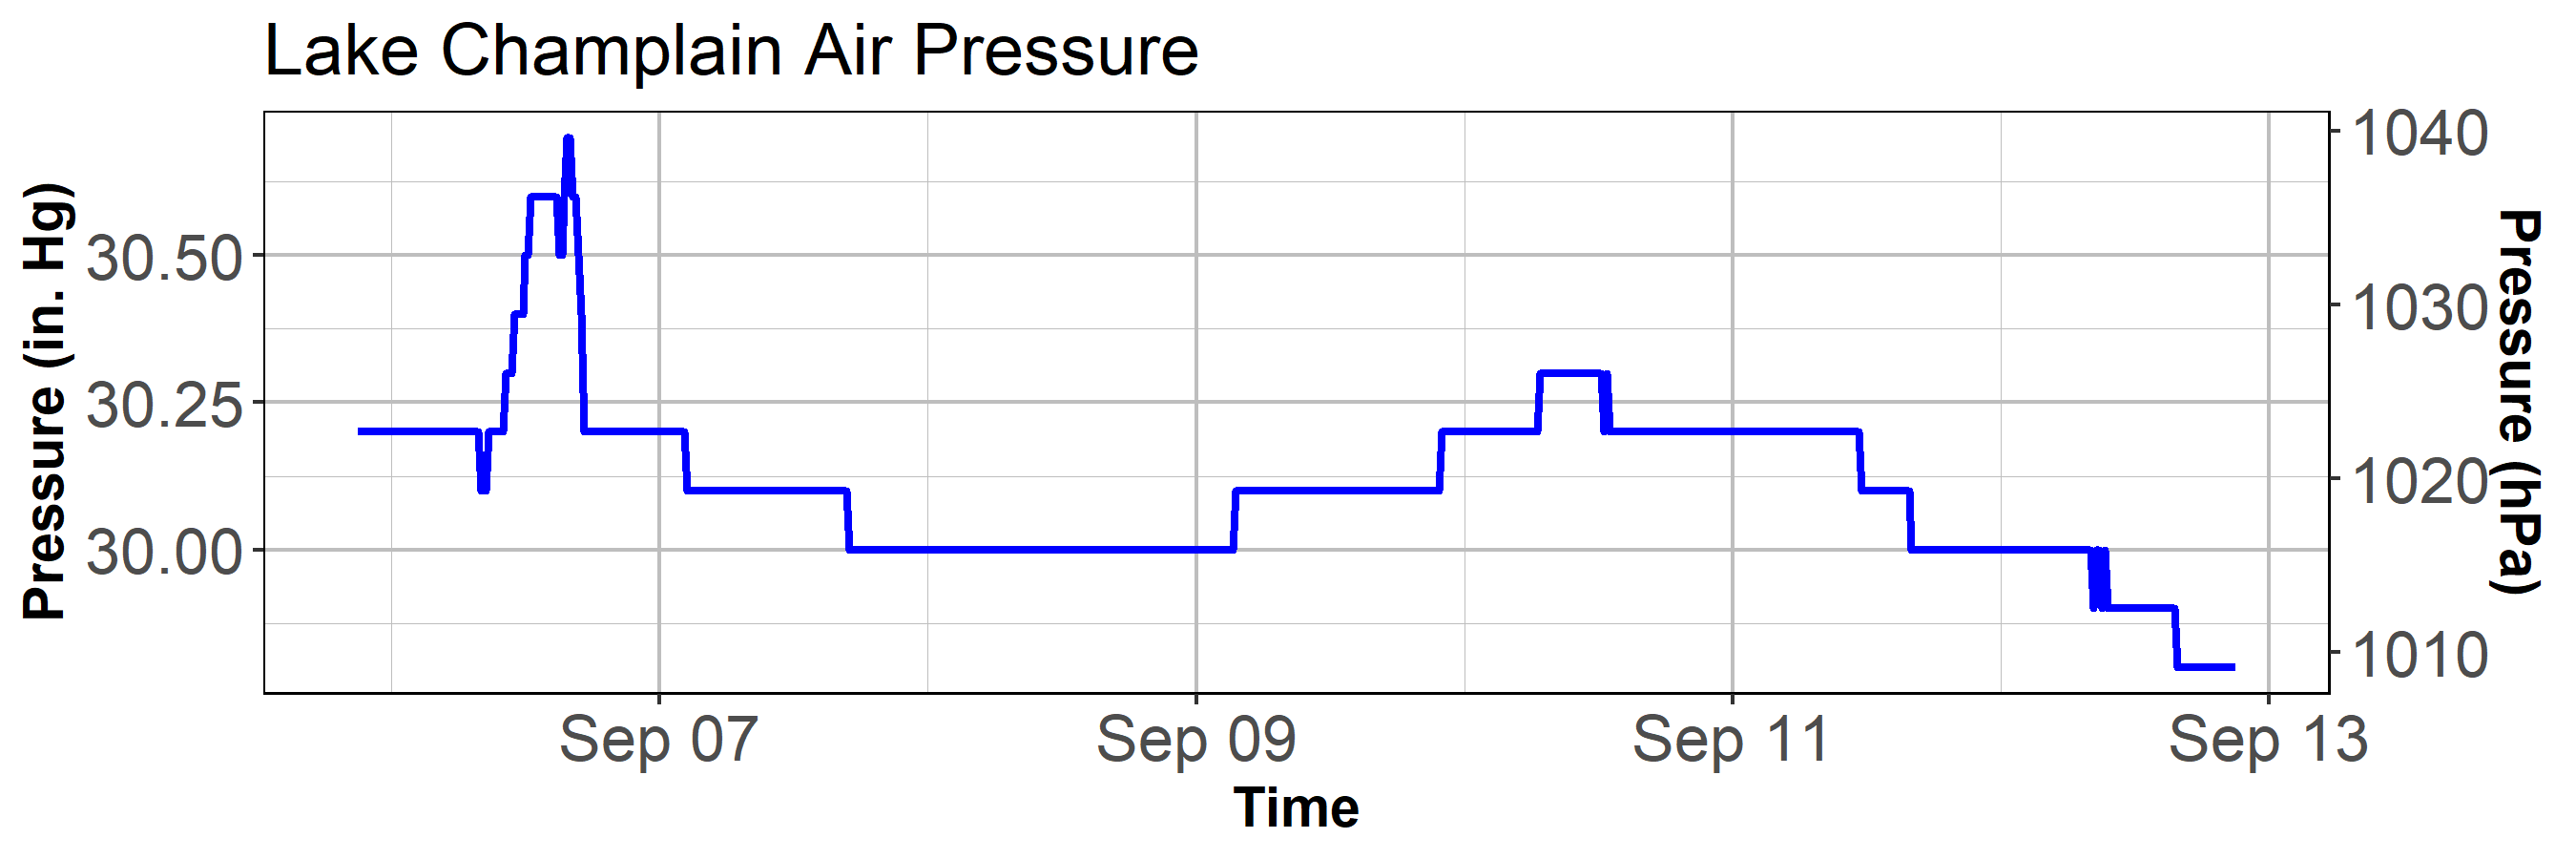 Lake Champlain Air Pressure
Pressure (in. Hg)
30.50
30.25
30.00
1040
1030
1020
1010
Pressure (hPa)
Sep 07 Sep 09 Sep 11 Sep 13
Time